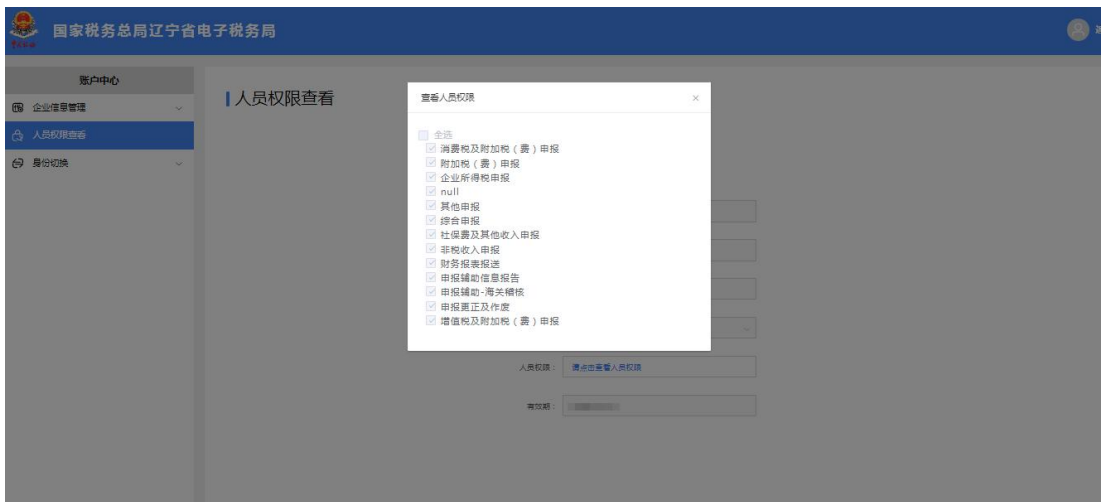 国家税务总局辽宁省电子税务局
账户中心
企业信息管理
人员权限查看
身份切换
人员权限查看
查看人员权限
×
全选
消费税及附加税(费)申报
附加税(费)申报
企业所得税申报
null
其他申报
综合申报
社保费及其他收入申报
非税收入申报
财务报表报送
申报辅助信息报告
申报辅助-海关稽核
申报更正及作废
增值税及附加税(费)申报
人员权限:
请点击查看人员权限
有效期: